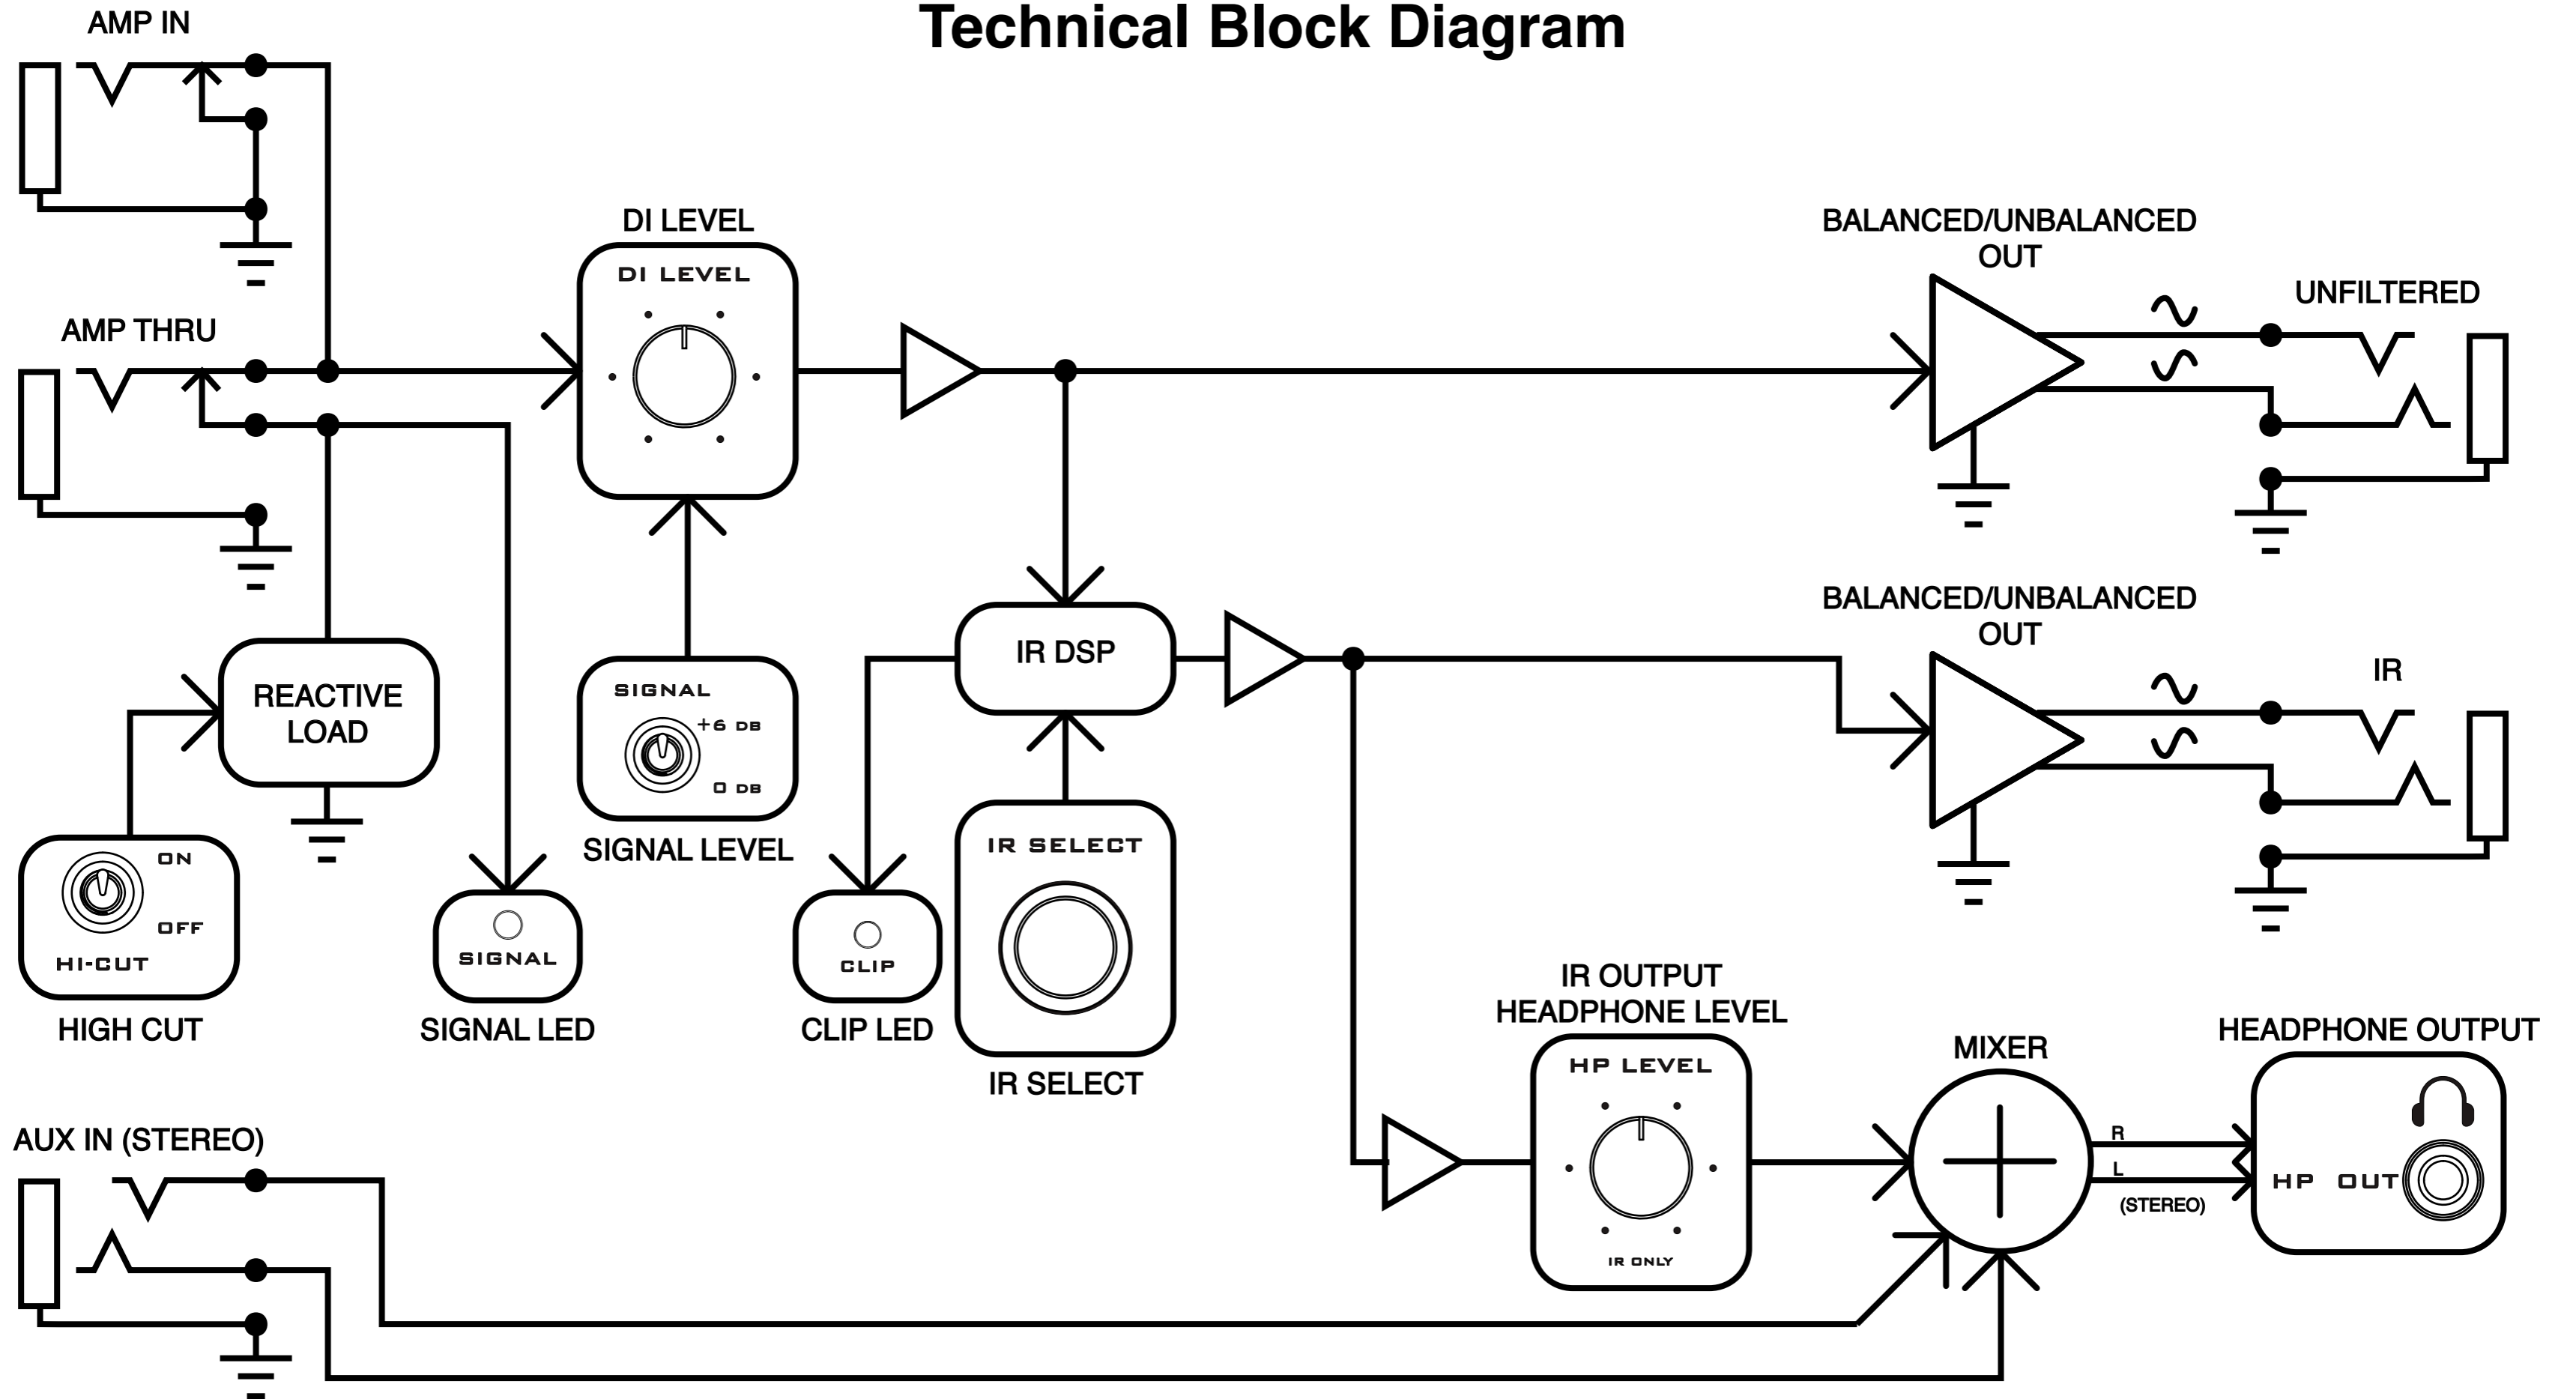 Technical Block Diagram
AMP IN
AMP THRU
DI LEVEL
DI LEVEL
BALANCED/UNBALANCED
OUT
UNFILTERED
BALANCED/UNBALANCED
OUT
IR
IR DSP
REACTIVE
LOAD
SIGNAL
+6 DB
0 DB
SIGNAL LEVEL
ON
OFF
HI-CUT
HIGH CUT
SIGNAL
SIGNAL LED
CLIP
CLIP LED
IR SELECT
IR SELECT
IR OUTPUT
HEADPHONE LEVEL
HP LEVEL
IR ONLY
MIXER
R
L
(STEREO)
HEADPHONE OUTPUT
HP OUT
AUX IN (STEREO)